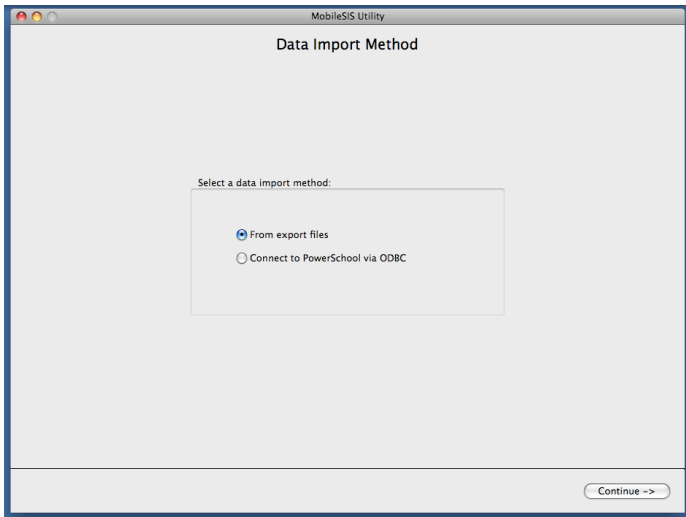 MobileSIS Utility
Data Import Method
Select a data import method:
From export files
Connect to PowerSchool via ODBC
Continue ->